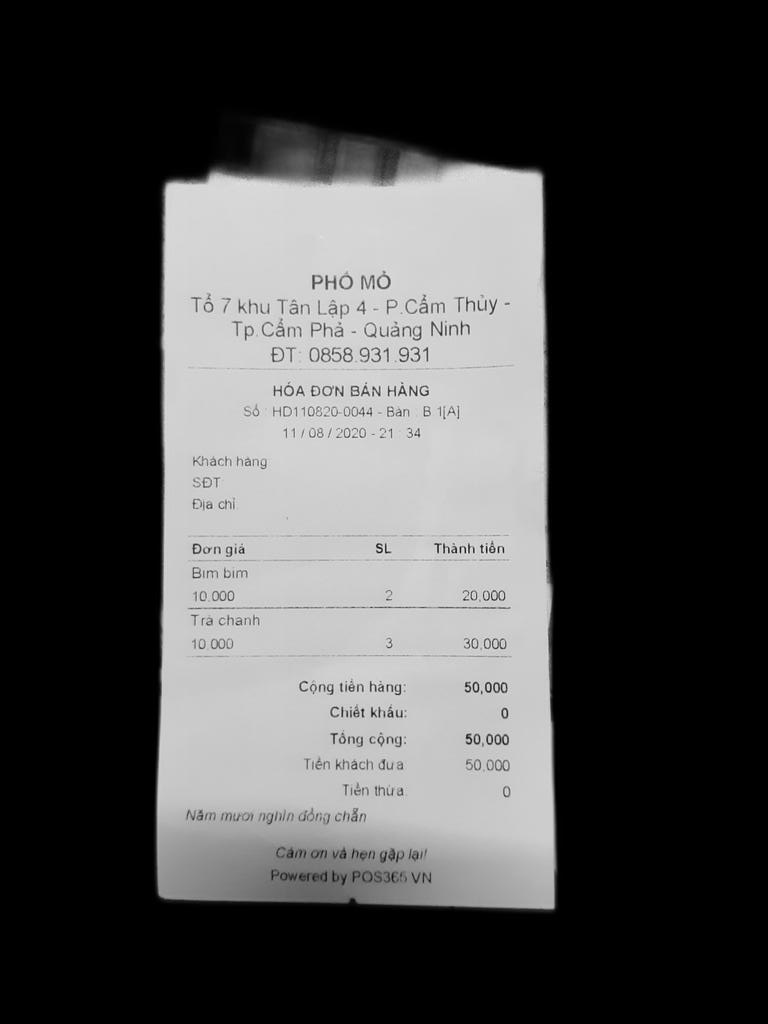 PHỐ MỎ
Tổ 7 khu Tân Lập 4 - P.Cẩm Thủy -
Tp.Cẩm Phả - Quảng Ninh
ĐT: 0858.931.931
HÓA ĐƠN BÁN HÀNG
Số : HD110820-0044 - Bàn : B 1[A]
11 / 08 / 2020 - 21 : 34
Khách hàng:
SĐT:
Địa chỉ:
Đơn giá SL Thành tiền
Bim bim
10,000 2 20,000
Trà chanh
10,000 3 30,000
Cộng tiền hàng: 50,000
Chiết khấu: 0
Tổng cộng: 50,000
Tiền khách đưa: 50,000
Tiền thừa: 0
Năm mươi nghìn đồng chẵn
Cám ơn và hẹn gặp lại!
Powered by POS365.VN